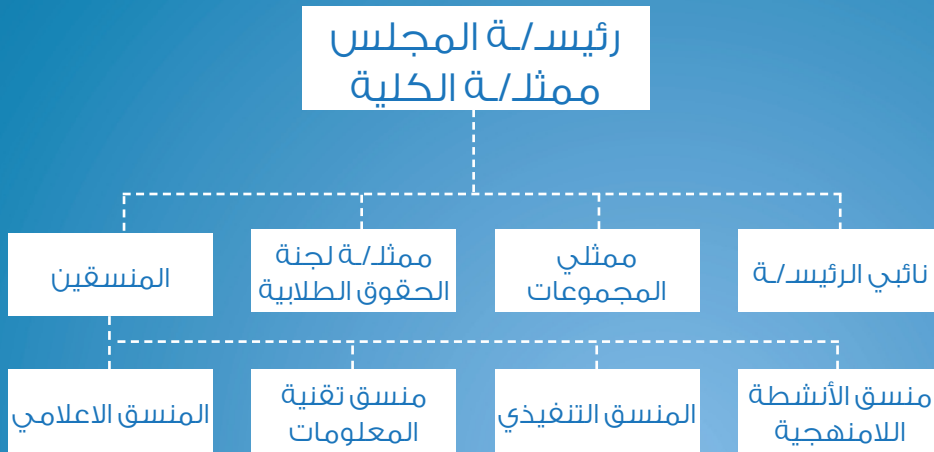 رئيسـ/ـة المجلس
ممثلـ/ـة الكلية
نائبي الرئيسـ/ـة
ممثلي
المجموعات
ممثلـ/ـة لجنة
الحقوق الطلابية
المنسقين
منسق الأنشطة
اللامنهجية
المنسق التنفيذي
منسق تقنية
المعلومات
المنسق الاعلامي